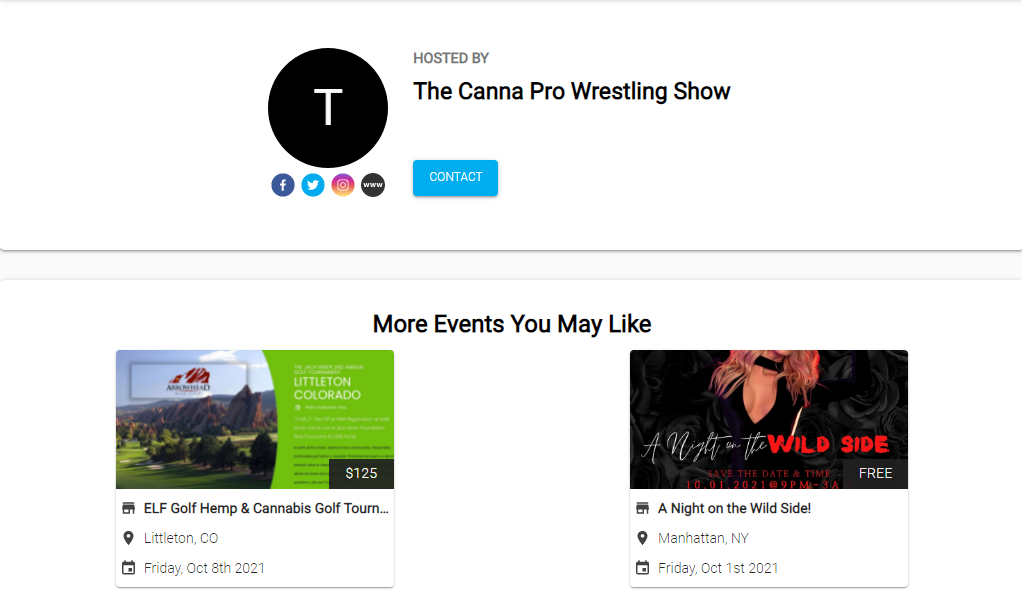 T
HOSTED BY
The Canna Pro Wrestling Show
www
CONTACT
More Events You May Like
ARROWHEAD
THE JACK HERER 2ND ANNUAL
GOLF TOURNAMENT
LITTLETON
COLORADO
$125
ELF Golf Hemp & Cannabis Golf Tourn...
Littleton, CO
Friday, Oct 8th 2021
A Night on the WILD SIDE
SAVE THE DATE & TIME
10.01.2021@9PM-3A
FREE
A Night on the Wild Side!
Manhattan, NY
Friday, Oct 1st 2021